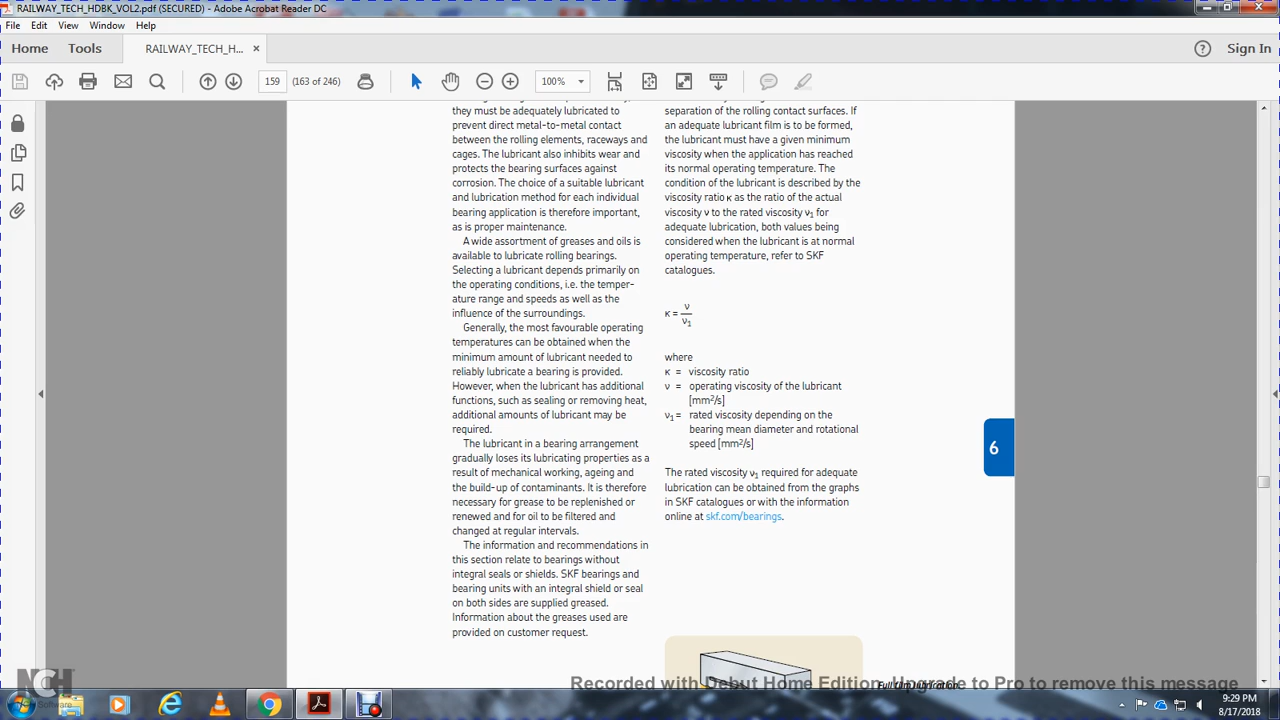 RAILWAY_TECH_HDBK_VOL2.pdf (SECURED) - Adobe Acrobat Reader DC
File Edit View Window Help
Home Tools RAILWAY_TECH_H... × Sign In
159 (163 of 246) 100%
they must be adequately lubricated to
prevent direct metal-to-metal contact
between the rolling elements, raceways and
cages. The lubricant also inhibits wear and
protects the bearing surfaces against
corrosion. The choice of a suitable lubricant
and lubrication method for each individual
bearing application is therefore important,
as is proper maintenance.
A wide assortment of greases and oils is
available to lubricate rolling bearings.
Selecting a lubricant depends primarily on
the operating conditions, i.e. the temper-
ature range and speeds as well as the
influence of the surroundings.
Generally, the most favourable operating
temperatures can be obtained when the
minimum amount of lubricant needed to
reliably lubricate a bearing is provided.
However, when the lubricant has additional
functions, such as sealing or removing heat,
additional amounts of lubricant may be
required.
The lubricant in a bearing arrangement
gradually loses its lubricating properties as a
result of mechanical working, ageing and
the build-up of contaminants. It is therefore
necessary for grease to be replenished or
renewed and for oil to be filtered and
changed at regular intervals.
The information and recommendations in
this section relate to bearings without
integral seals or shields. SKF bearings and
bearing units with an integral shield or seal
on both sides are supplied greased.
Information about the greases used are
provided on customer request.
separation of the rolling contact surfaces. If
an adequate lubricant film is to be formed,
the lubricant must have a given minimum
viscosity when the application has reached
its normal operating temperature. The
condition of the lubricant is described by the
viscosity ratio κ as the ratio of the actual
viscosity ν to the rated viscosity ν1 for
adequate lubrication, both values being
considered when the lubricant is at normal
operating temperature, refer to SKF
catalogues.
κ = ν
ν1
where
κ = viscosity ratio
ν = operating viscosity of the lubricant
[mm²/s]
ν1 = rated viscosity depending on the
bearing mean diameter and rotational
speed [mm²/s]
The rated viscosity ν1 required for adequate
lubrication can be obtained from the graphs
in SKF catalogues or with the information
online at skf.com/bearings.
6
Full film lubrication
NCH
Software
Recorded with Debut Home Edition. Upgrade to Pro to remove this message
9:29 PM
8/17/2018